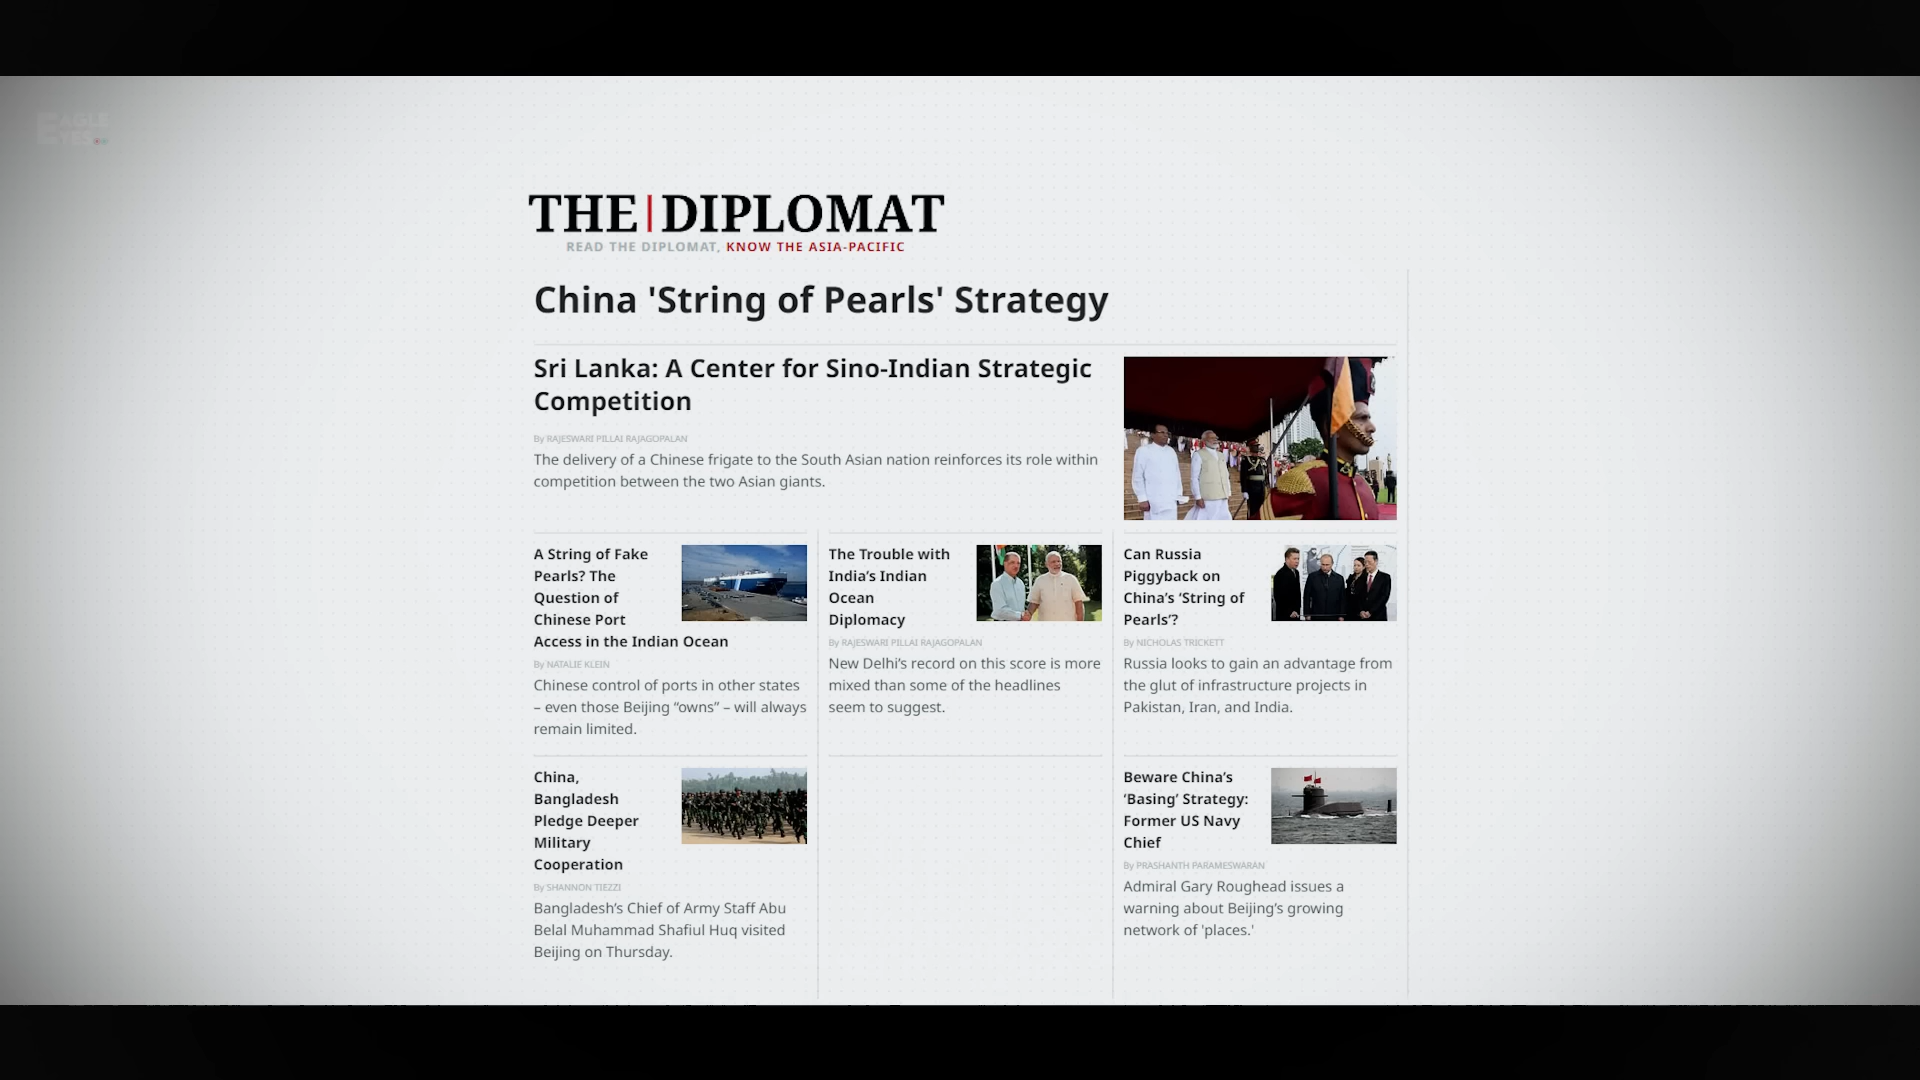 EAGLE
EYES
THE|DIPLOMAT
READ THE DIPLOMAT, KNOW THE ASIA-PACIFIC
China 'String of Pearls' Strategy
Sri Lanka: A Center for Sino-Indian Strategic
Competition
By RAJESWARI PILLAI RAJAGOPALAN
The delivery of a Chinese frigate to the South Asian nation reinforces its role within
competition between the two Asian giants.
A String of Fake
Pearls? The
Question of
Chinese Port
Access in the Indian Ocean
By NATALIE KLEIN
Chinese control of ports in other states
– even those Beijing “owns” – will always
remain limited.
The Trouble with
India’s Indian
Ocean
Diplomacy
By RAJESWARI PILLAI RAJAGOPALAN
New Delhi’s record on this score is more
mixed than some of the headlines
seem to suggest.
Can Russia
Piggyback on
China’s ‘String of
Pearls’?
By NICHOLAS TRICKETT
Russia looks to gain an advantage from
the glut of infrastructure projects in
Pakistan, Iran, and India.
China,
Bangladesh
Pledge Deeper
Military
Cooperation
By SHANNON TIEZZI
Bangladesh’s Chief of Army Staff Abu
Belal Muhammad Shafiul Huq visited
Beijing on Thursday.
Beware China’s
‘Basing’ Strategy:
Former US Navy
Chief
By PRASHANTH PARAMESWARAN
Admiral Gary Roughead issues a
warning about Beijing’s growing
network of 'places.'